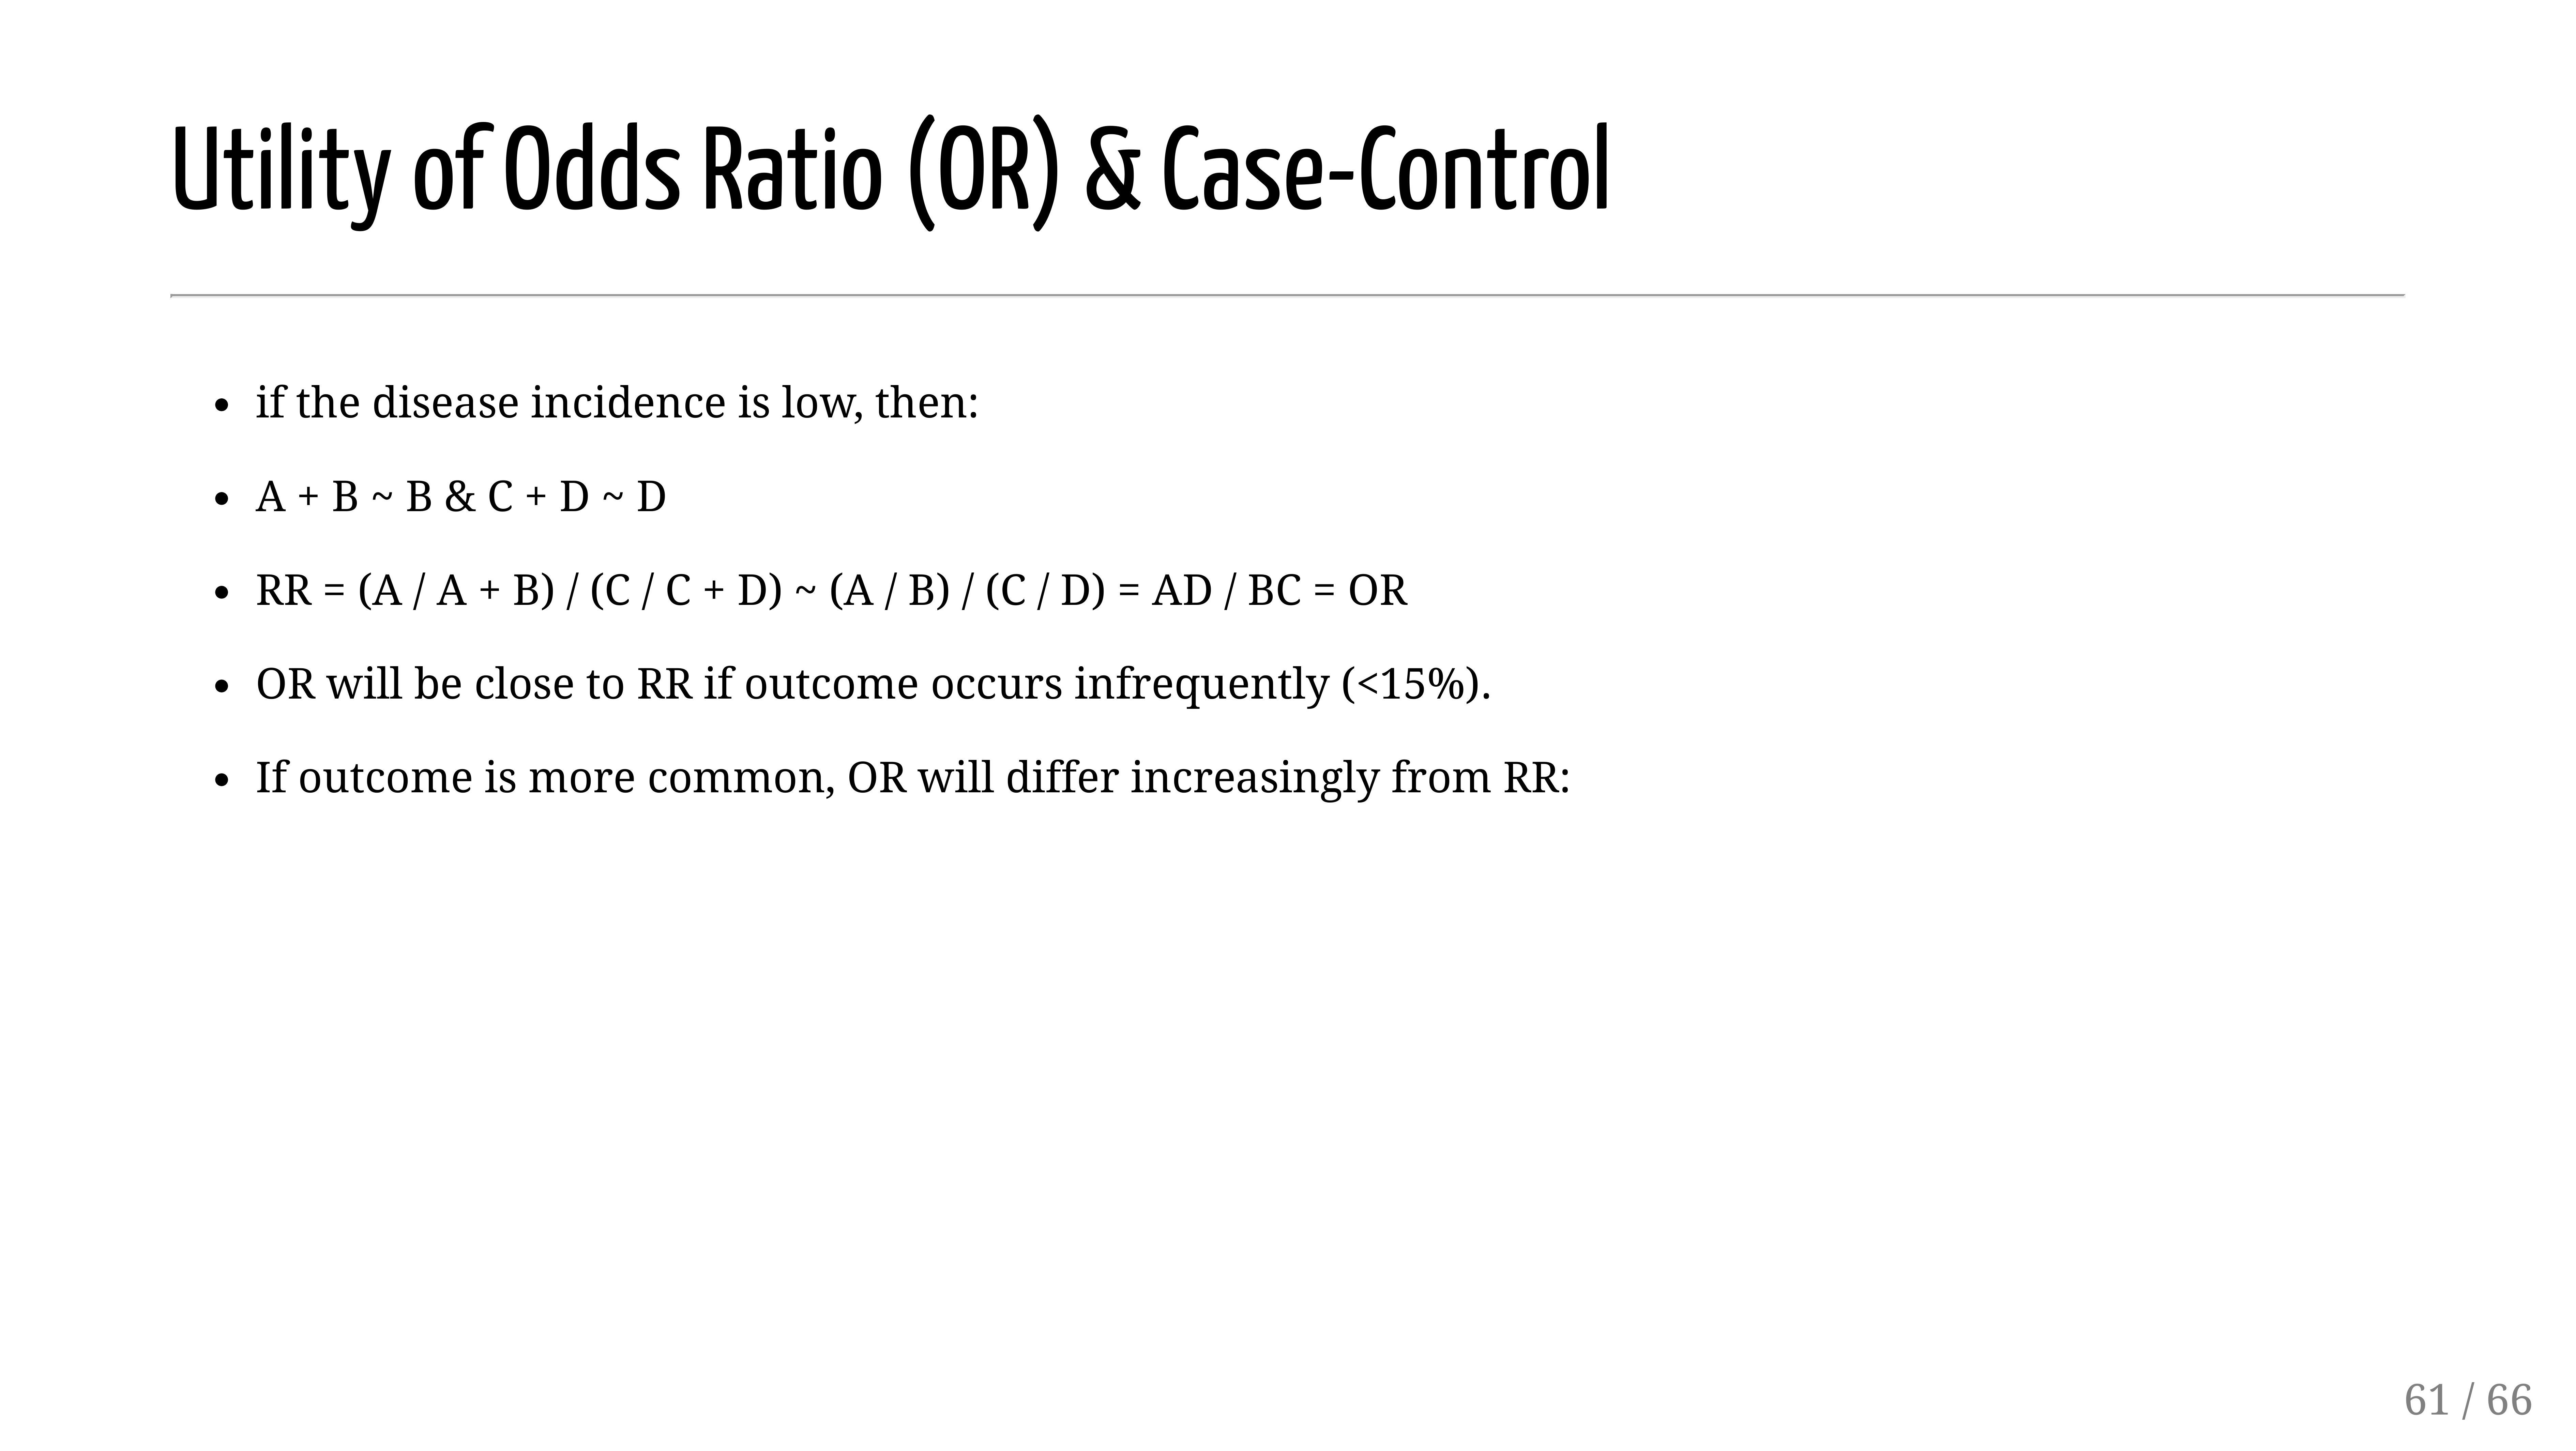 Utility of Odds Ratio (OR) & Case-Control
• if the disease incidence is low, then:
• A + B ~ B & C + D ~ D
• RR = (A / A + B) / (C / C + D) ~ (A / B) / (C / D) = AD / BC = OR
• OR will be close to RR if outcome occurs infrequently (<15%).
• If outcome is more common, OR will differ increasingly from RR:
61 / 66